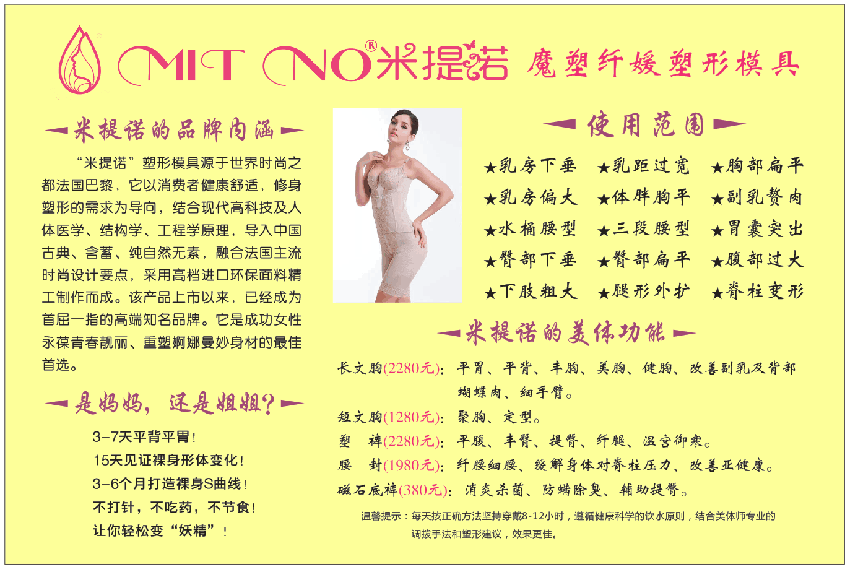 MIT NO®米提诺 魔塑纤媛塑形模具
米提诺的品牌内涵
“米提诺”塑形模具源于世界时尚之
都法国巴黎，它以消费者健康舒适，修身
塑形的需求为导向，结合现代高科技及人
体医学、结构学、工程学原理，导入中国
古典、含蓄、纯自然无素，融合法国主流
时尚设计要点，采用高档进口环保面料精
工制作而成。该产品上市以来，已经成为
首屈一指的高端知名品牌。它是成功女性
永葆青春靓丽、重塑婀娜曼妙身材的最佳
首选。
是妈妈，还是姐姐？
3-7天平背平胃！
15天见证裸身形体变化！
3-6个月打造裸身S曲线！
不打针，不吃药，不节食！
让你轻松变“妖精”！
使用范围
★乳房下垂 ★乳距过宽 ★胸部扁平
★乳房偏大 ★体胖胸平 ★副乳赘肉
★水桶腰型 ★三段腰型 ★胃囊突出
★臀部下垂 ★臀部扁平 ★腹部过大
★下肢粗大 ★腿形外扩 ★脊柱变形
米提诺的美体功能
长文胸(2280元)：平胃、平背、丰胸、美胸、健胸、改善副乳及背部
蝴蝶肉、细手臂。
短文胸(1280元)：聚胸、定型。
塑 裤(2280元)：平腹、丰臀、提臀、纤腿、温宫御寒。
腰 封(1980元)：纤腰细腰、缓解身体对脊柱压力、改善亚健康。
磁石底裤(380元)：消炎杀菌、防螨除臭、辅助提臀。
温馨提示：每天按正确方法坚持穿戴8-12小时，遵循健康科学的饮水原则，结合美体师专业的
调拨手法和塑形建议，效果更佳。